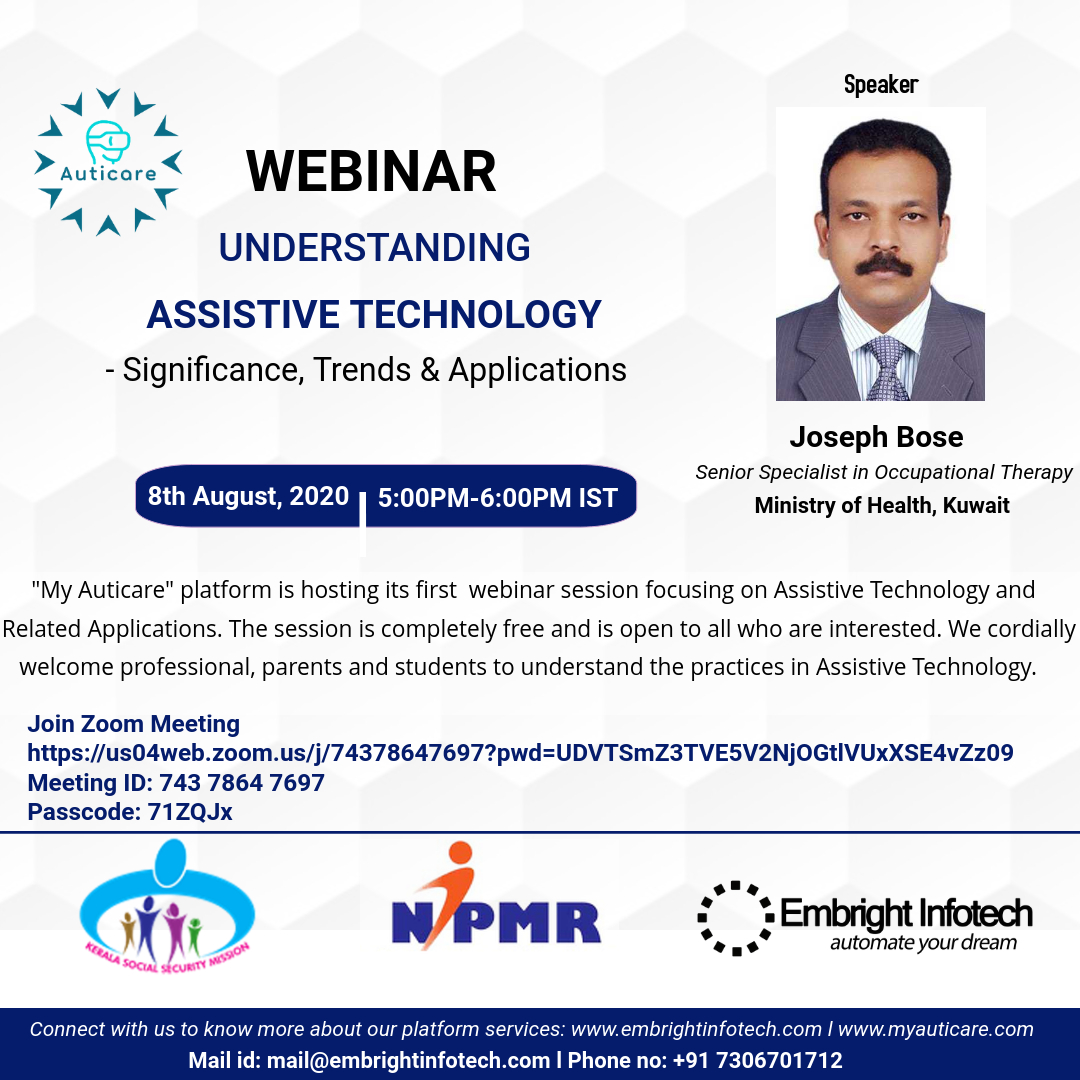 Auticare
WEBINAR
UNDERSTANDING
ASSISTIVE TECHNOLOGY
- Significance, Trends & Applications
8th August, 2020 | 5:00PM-6:00PM IST
Speaker
Joseph Bose
Senior Specialist in Occupational Therapy
Ministry of Health, Kuwait
"My Auticare" platform is hosting its first  webinar session focusing on Assistive Technology and
Related Applications. The session is completely free and is open to all who are interested. We cordially
welcome professional, parents and students to understand the practices in Assistive Technology.
Join Zoom Meeting
https://us04web.zoom.us/j/74378647697?pwd=UDVTSmZ3TVE5V2NjOGtlVUxXSE4vZz09
Meeting ID: 743 7864 7697
Passcode: 71ZQJx
KERALA SOCIAL SECURITY MISSION
NIPMR
Embright Infotech
automate your dream
Connect with us to know more about our platform services: www.embrightinfotech.com l www.myauticare.com
Mail id: mail@embrightinfotech.com l Phone no: +91 7306701712